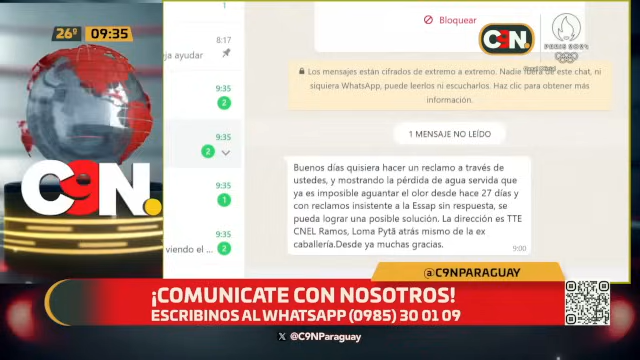 26º 09:35
1
8:17
ja ayudar
9:35
2
9:35
2
9:35
1
9:35
viendo el ... 2
Bloquear
C9N.
PARIS 2024
Los mensajes están cifrados de extremo a extremo. Nadie fuera de este chat, ni
siquiera WhatsApp, puede leerlos ni escucharlos. Haz clic para obtener más
información.
1 MENSAJE NO LEÍDO
Buenos días quisiera hacer un reclamo a través de
ustedes, y mostrando la pérdida de agua servida que
ya es imposible aguantar el olor desde hace 27 días y
con reclamos insistente a la Essap sin respuesta, se
pueda lograr una posible solución. La dirección es TTE
CNEL Ramos, Loma Pytã atrás mismo de la ex
caballería.Desde ya muchas gracias.
9:00
C9N.
@C9NPARAGUAY
¡COMUNICATE CON NOSOTROS!
ESCRIBINOS AL WHATSAPP (0985) 30 01 09
X @C9NParaguay